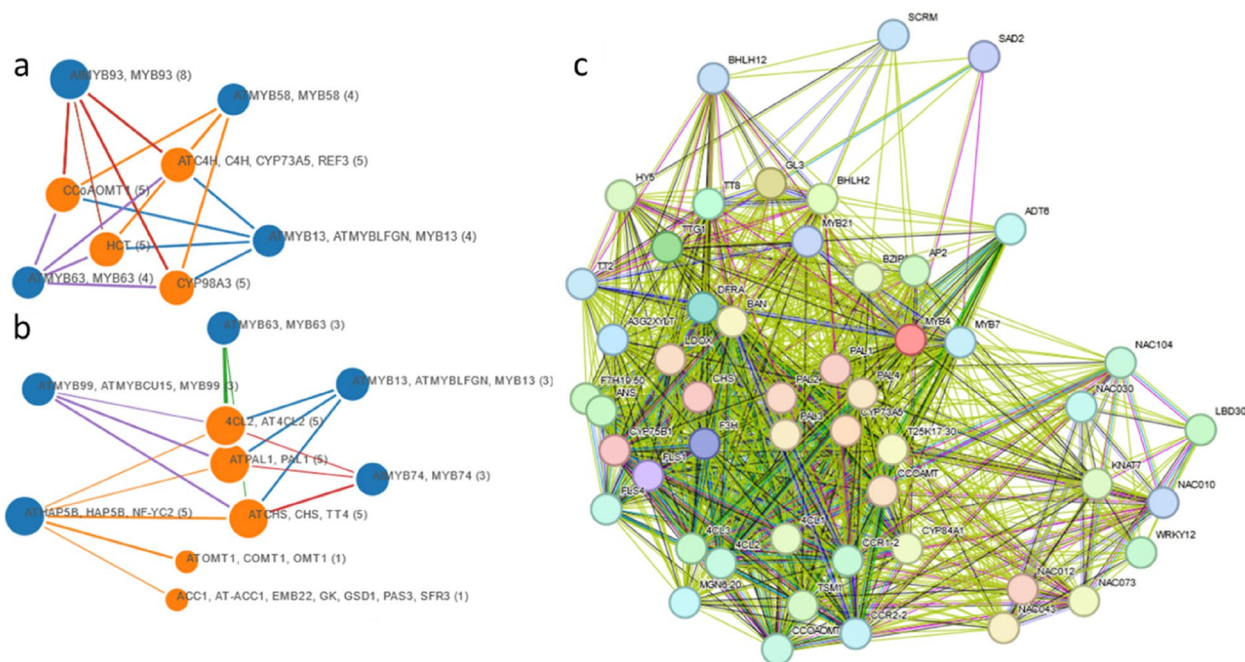 a
AtMYB93, MYB93 (8)
ATMYB58, MYB58 (4)
ATC4H, C4H, CYP73A5, REF3 (5)
CCoAOMT1 (5)
HCT (5)
ATMYB13, ATMYBLFGN, MYB13 (4)
ATMYB63, MYB63 (4)
CYP98A3 (5)
b
ATMYB63, MYB63 (3)
ATMYB99, ATMYBCU15, MYB99 (3)
ATMYB13, ATMYBLFGN, MYB13 (3)
4CL2, AT4CL2 (5)
ATPAL1, PAL1 (5)
AtMYB74, MYB74 (3)
ATHAP5B, HAP5B, NF-YC2 (5)
ATCHS, CHS, TT4 (5)
ATOMT1, COMT1, OMT1 (1)
ACC1, AT-ACC1, EMB22, GK, GSD1, PAS3, SFR3 (1)
c
SCRM
SAD2
BHLH12
GL3
HY5
TT8
BHLH2
ADT6
MYB21
TTG1
AP2
TT2
DFRA
BAN
A3G2XYLT
MYB4
MYB7
LDOX
PAL1
NAC104
CHS
PAL2
PAL4
NAC030
ANS
CYP73A5
PAL3
LBD30
CYP75B1
F3H
T25K17.30
FLS1
KNAT7
CCOAMT
NAC010
FLS4
4CL3
4CL1
CYP84A1
WRKY12
4CL2
CCR1-2
NAC012
NAC073
MGN6.20
TSM1
NAC043
CCOAOMT
CCR2-2